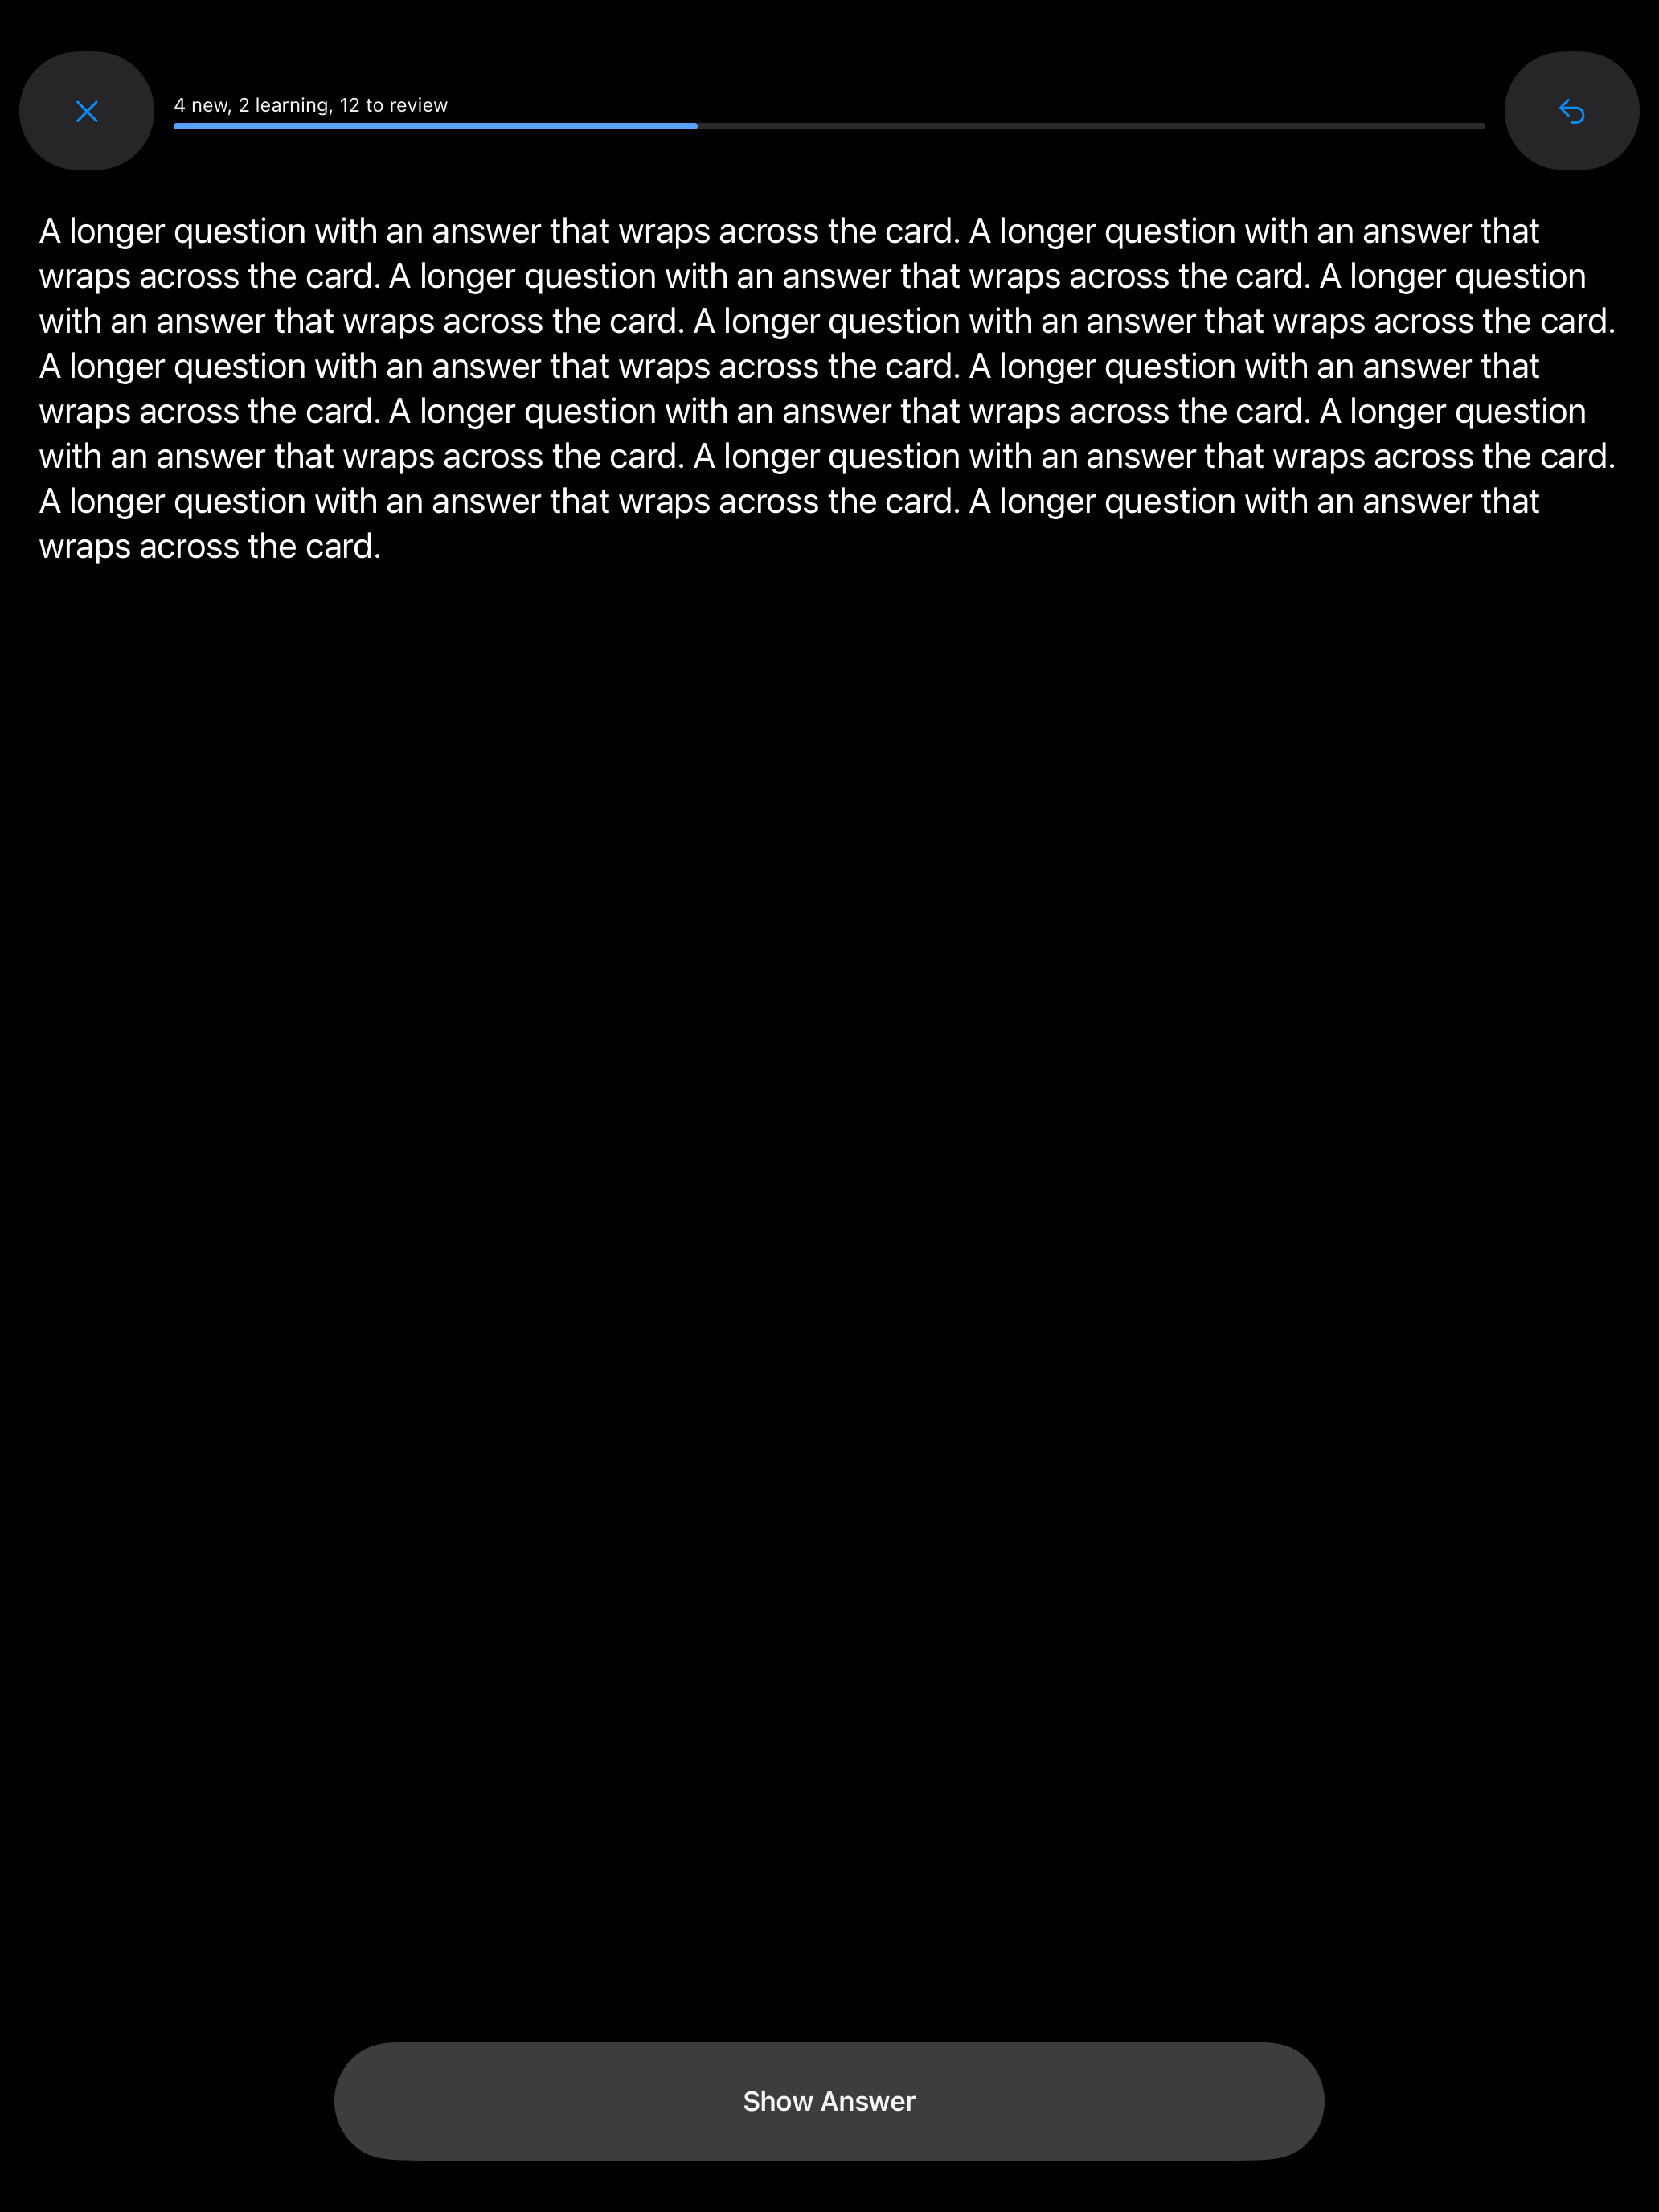 4 new, 2 learning, 12 to review
A longer question with an answer that wraps across the card. A longer question with an answer that
wraps across the card. A longer question with an answer that wraps across the card. A longer question
with an answer that wraps across the card. A longer question with an answer that wraps across the card.
A longer question with an answer that wraps across the card. A longer question with an answer that
wraps across the card. A longer question with an answer that wraps across the card. A longer question
with an answer that wraps across the card. A longer question with an answer that wraps across the card.
A longer question with an answer that wraps across the card. A longer question with an answer that
wraps across the card.
Show Answer